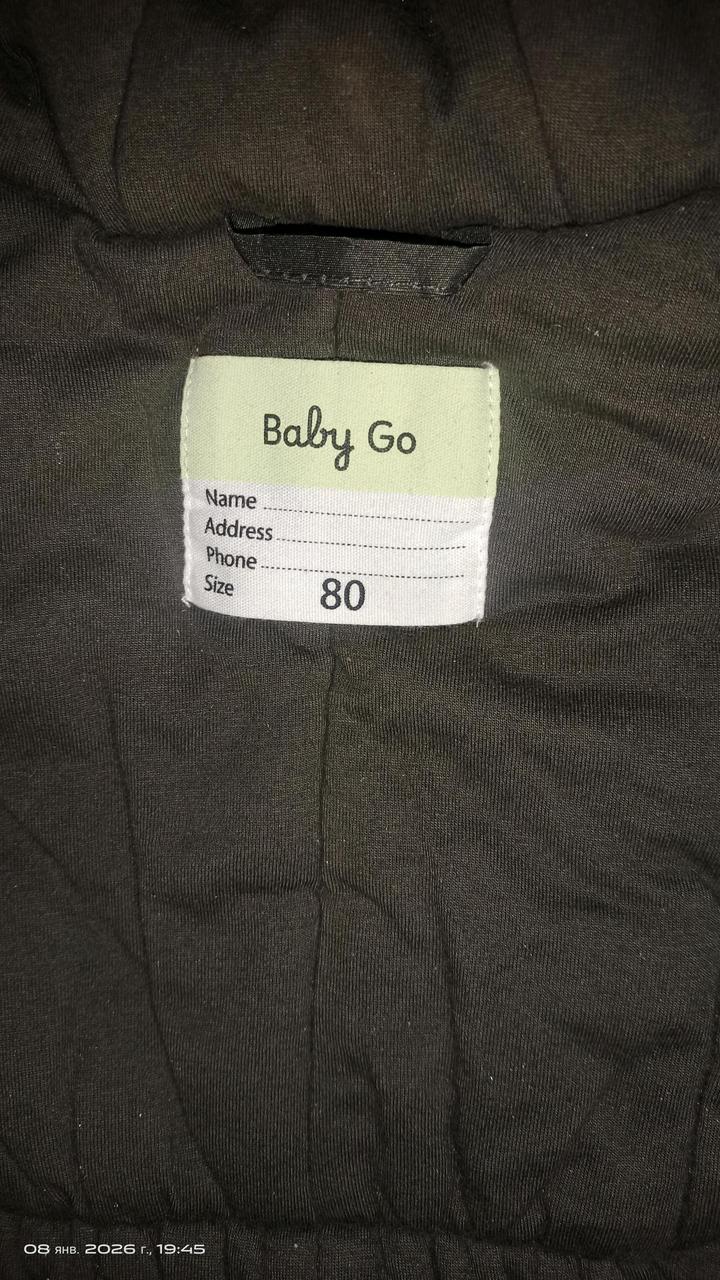 Baby Go
Name
Address
Phone
Size 80
08 янв. 2026 г., 19:45